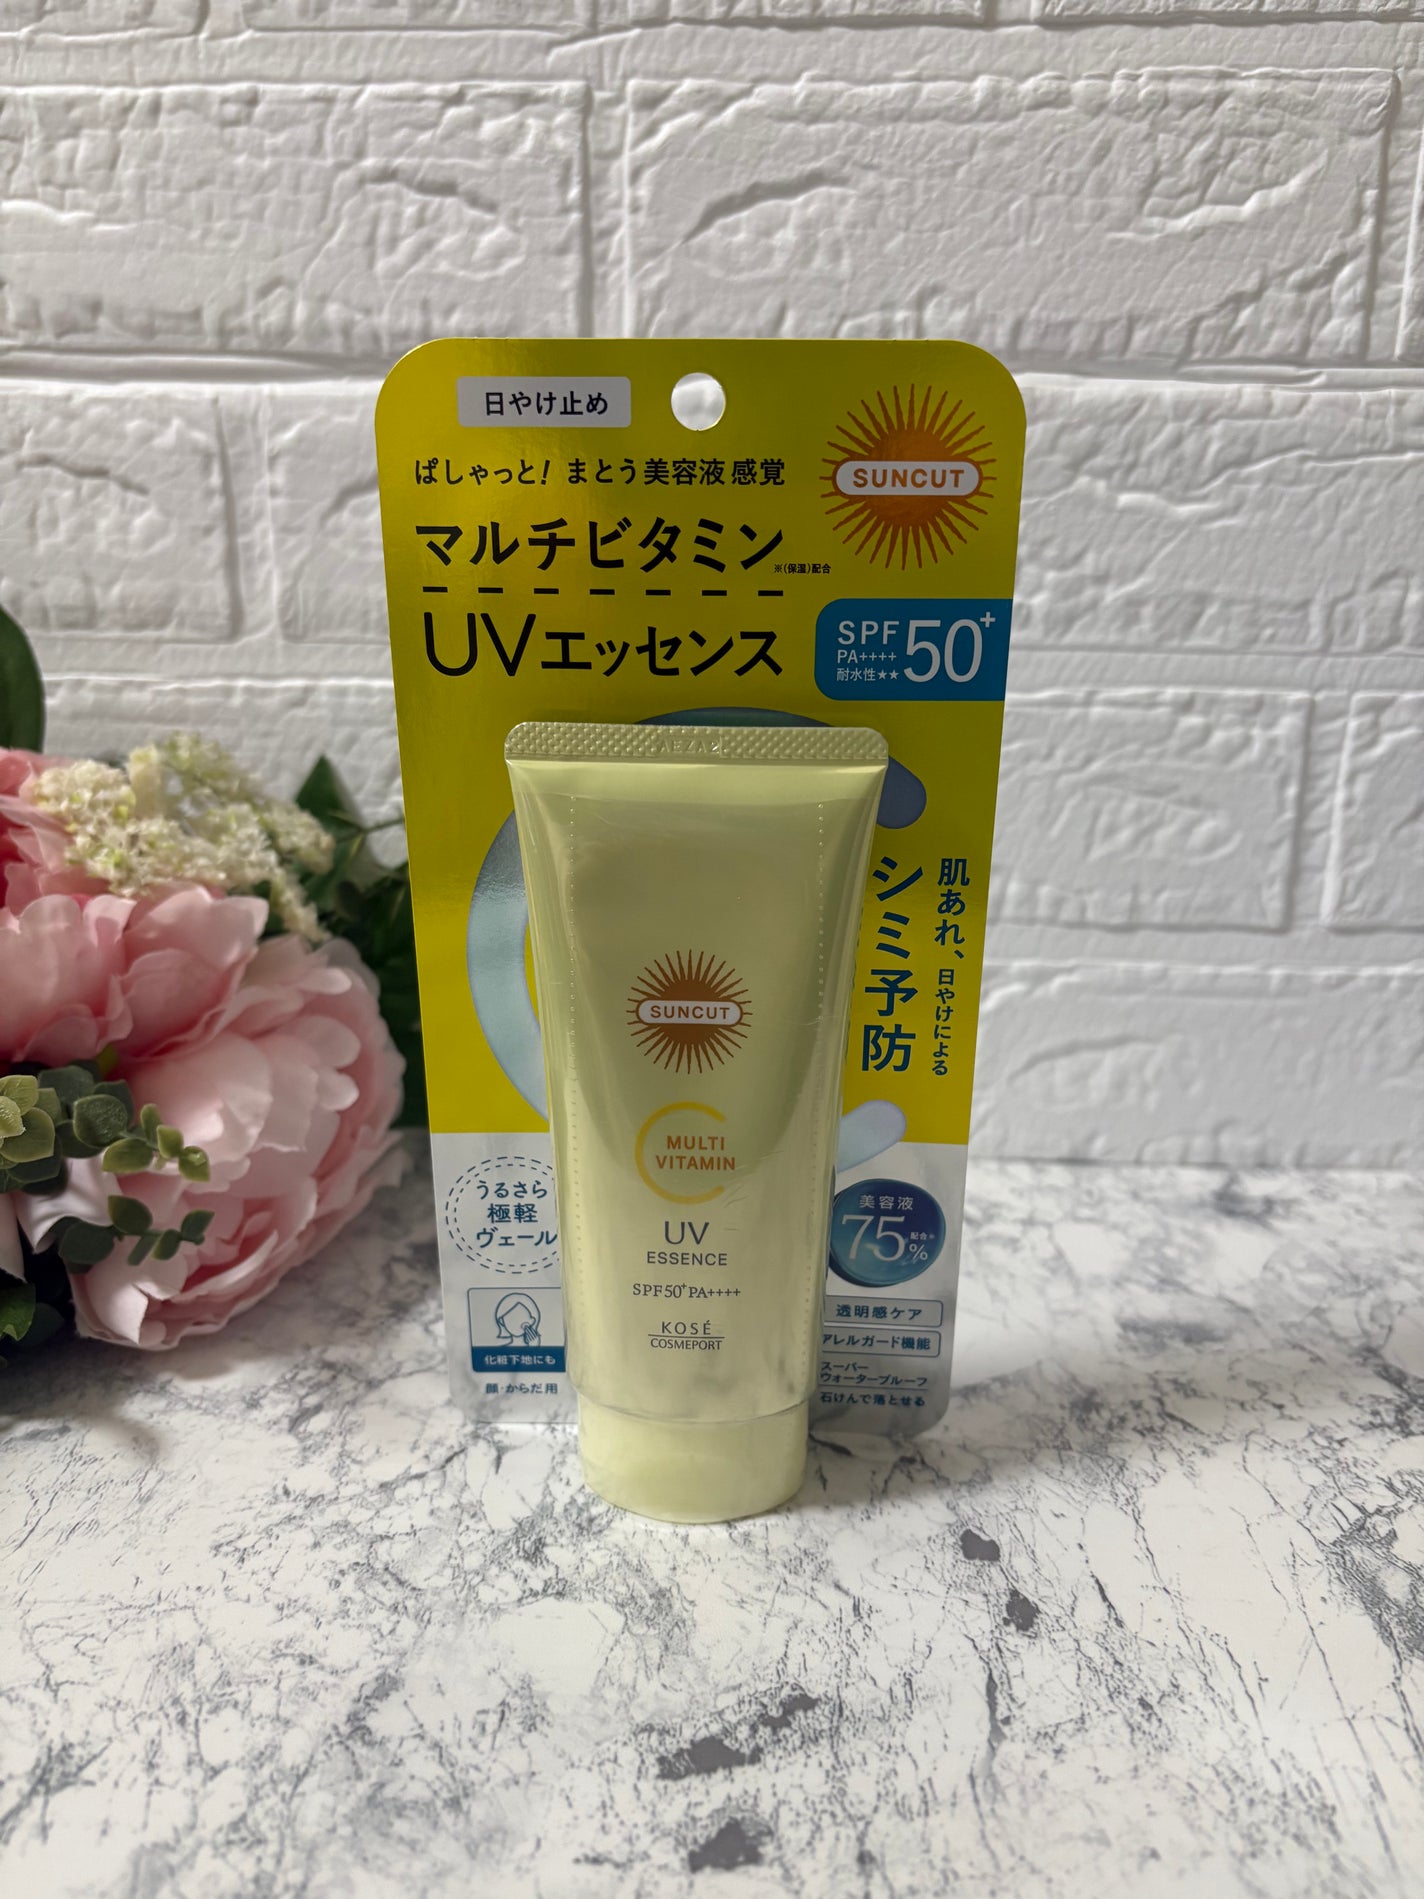 日やけ止め
ぱしゃっと! まとう美容液感覚
SUNCUT
マルチビタミン
※(保湿)配合
UVエッセンス
SPF 50+
PA++++
耐水性★★
肌あれ、日やけによる
シミ予防
SUNCUT
MULTI
VITAMIN
UV
ESSENCE
SPF50+PA++++
KOSÉ
COSMEPORT
うるさら
極軽
ヴェール
化粧下地にも
顔・からだ用
美容液
75%
配合※
透明感ケア
アレルガード機能
スーパー
ウォータープルーフ
石けんで落とせる